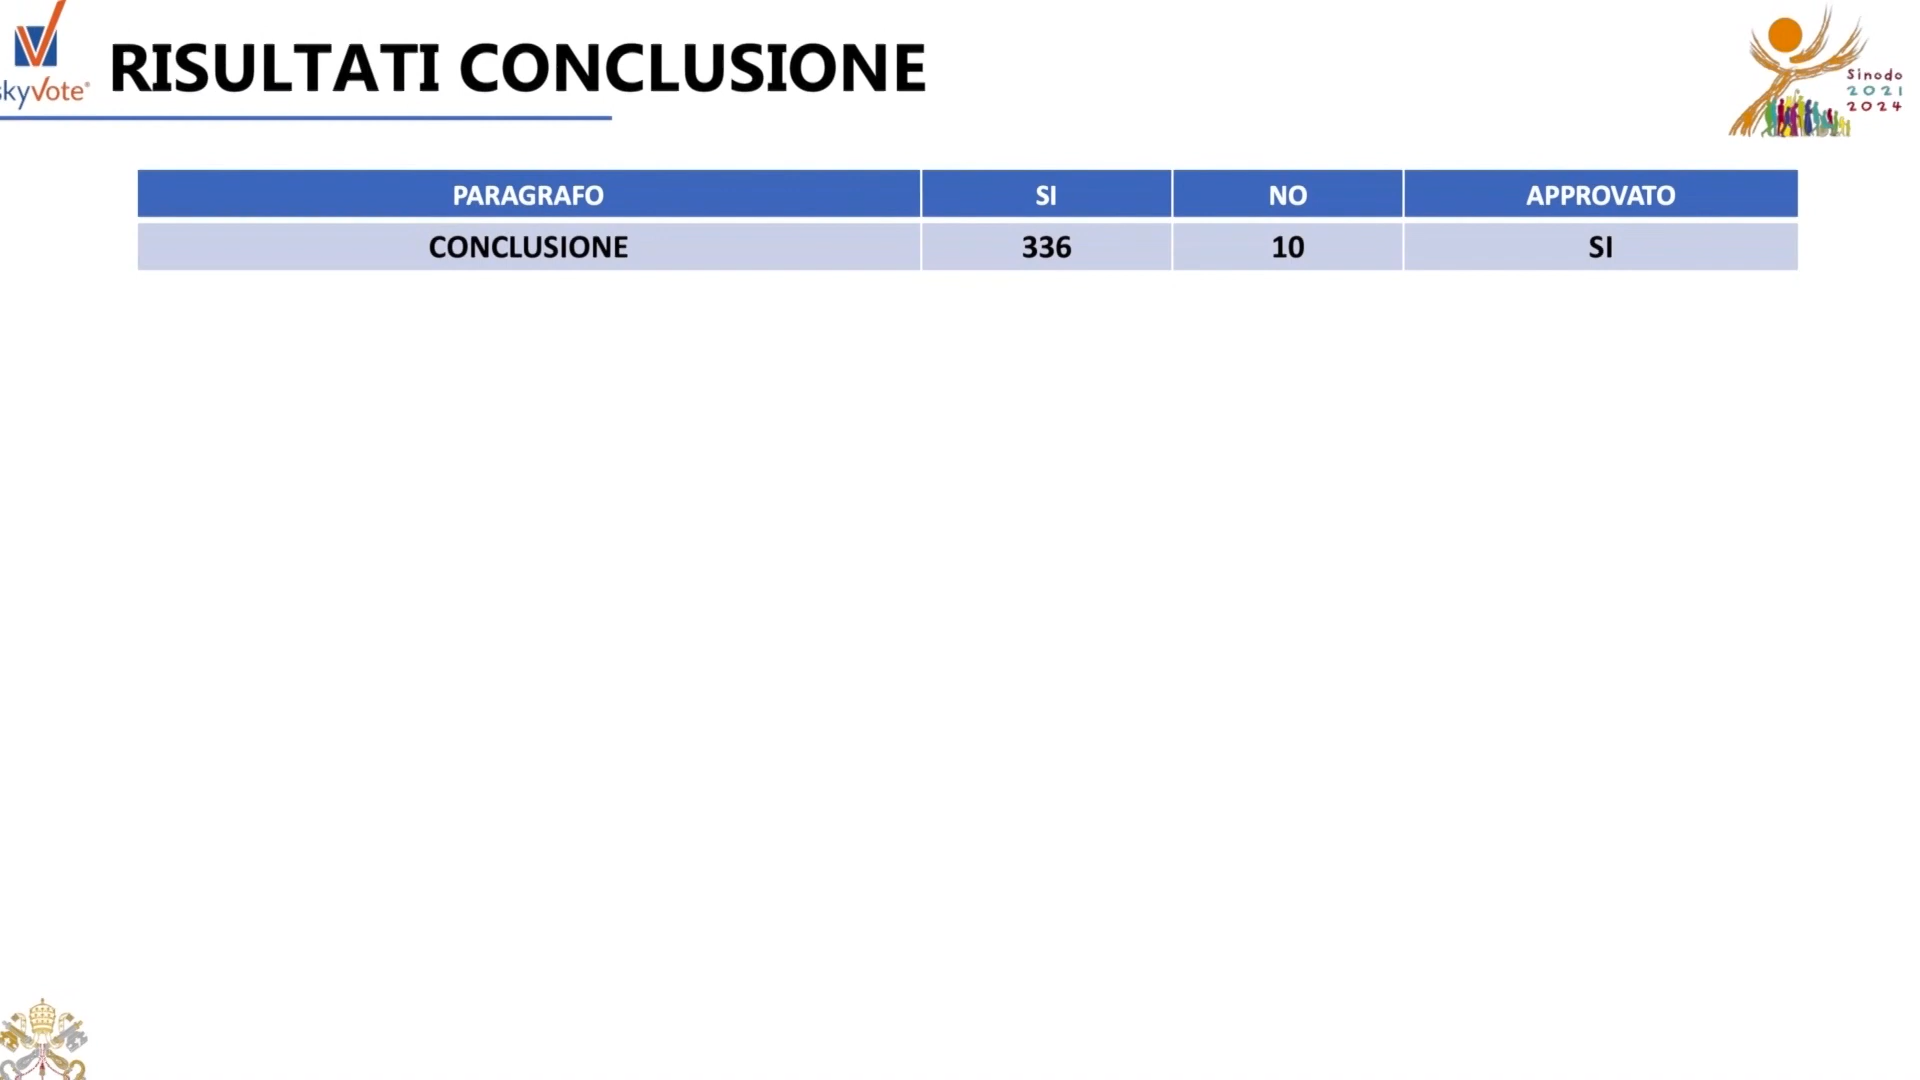 RISULTATI CONCLUSIONE
skyVote®
Sinodo
2021
2024
PARAGRAFO SI NO APPROVATO
CONCLUSIONE 336 10 SI